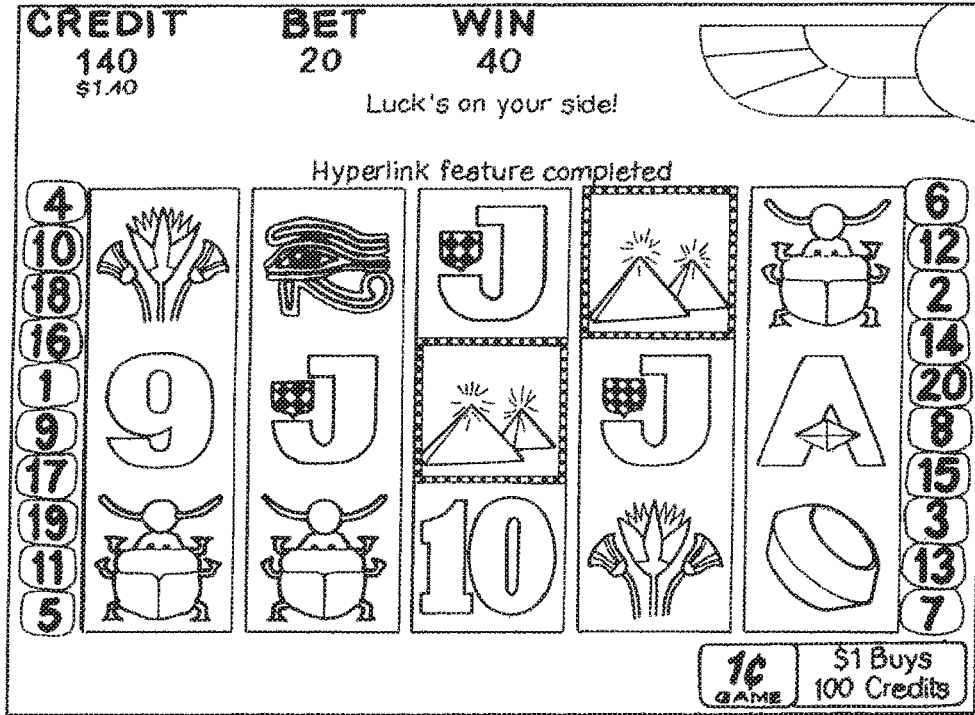 CREDIT BET WIN
140 20 40
$1.40
Luck's on your side!
Hyperlink feature completed
4 J 6
10 12
18 2
16 14
1 9 J J A 20
9 8
17 15
19 10 3
11 13
5 7
1¢ GAME
$1 Buys
100 Credits